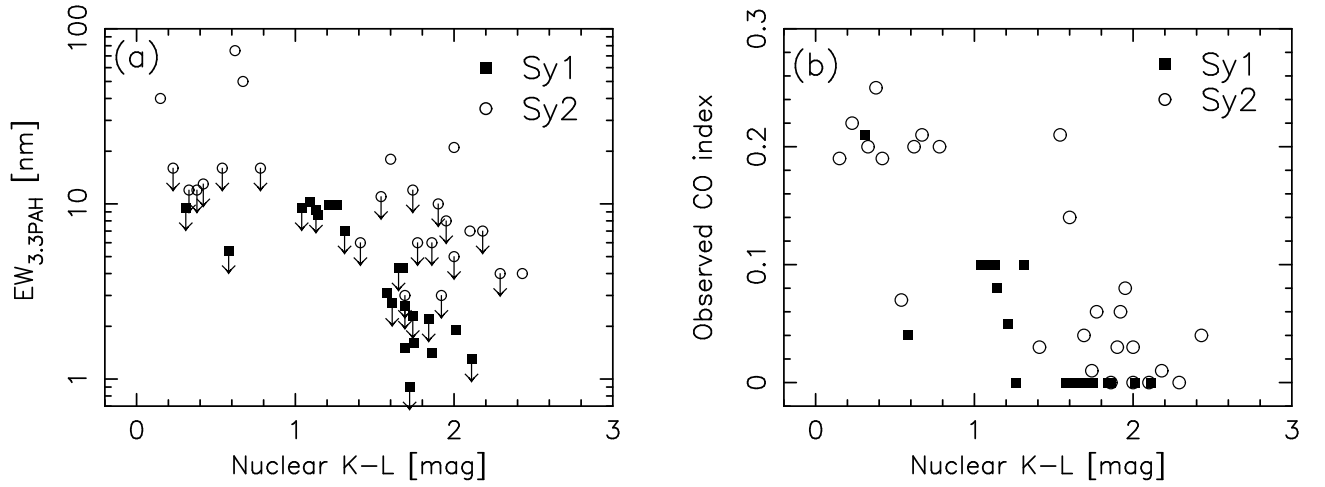 (a)
Sy1
Sy2
100
10
1
EW3.3PAH [nm]
0 1 2 3
Nuclear K−L [mag]
(b)
Sy1
Sy2
0.3
0.2
0.1
0
Observed CO index
0 1 2 3
Nuclear K−L [mag]